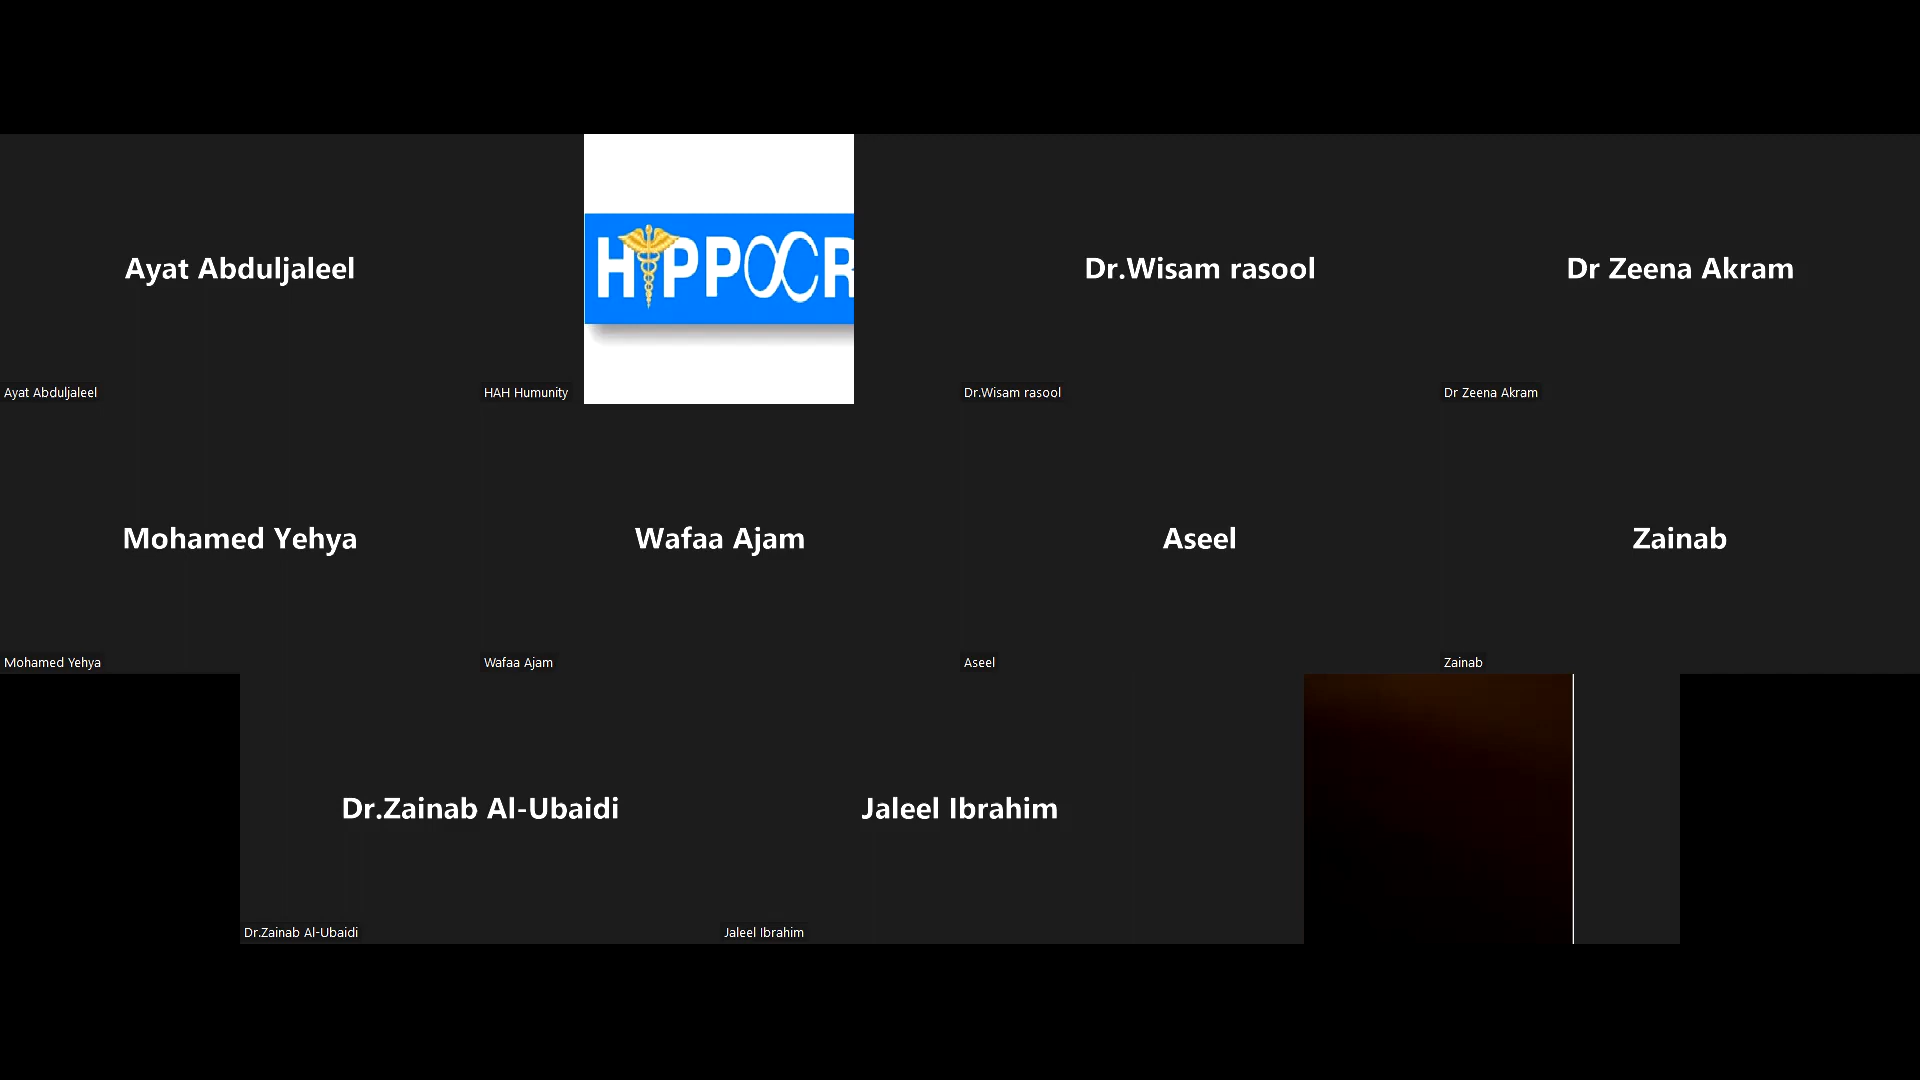 Ayat Abduljaleel
Ayat Abduljaleel
HIPPOCR
HAH Humunity
Dr.Wisam rasool
Dr.Wisam rasool
Dr Zeena Akram
Dr Zeena Akram
Mohamed Yehya
Mohamed Yehya
Wafaa Ajam
Wafaa Ajam
Aseel
Aseel
Zainab
Zainab
Dr.Zainab Al-Ubaidi
Dr.Zainab Al-Ubaidi
Jaleel Ibrahim
Jaleel Ibrahim